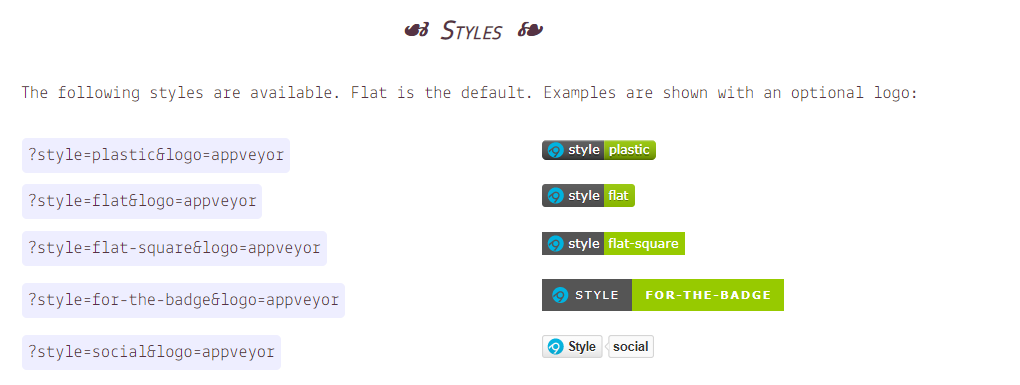 ☙ Styles ❧
The following styles are available. Flat is the default. Examples are shown with an optional logo:
?style=plastic&logo=appveyor style plastic
?style=flat&logo=appveyor style flat
?style=flat-square&logo=appveyor style flat-square
?style=for-the-badge&logo=appveyor STYLE FOR-THE-BADGE
?style=social&logo=appveyor Style social